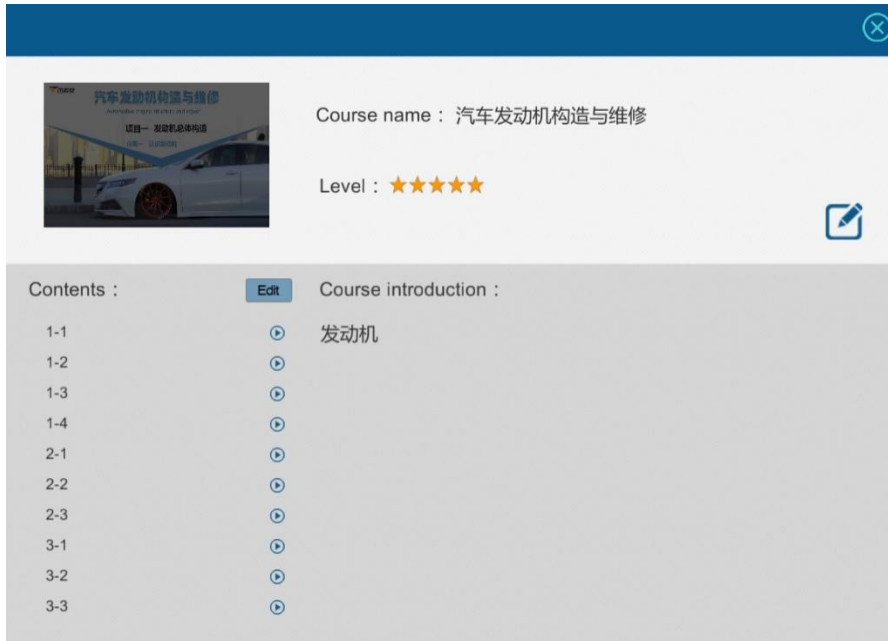 汽车发动机构造与维修
项目一 发动机总体构造
Course name： 汽车发动机构造与维修
Level：
Contents：
Edit
Course introduction：
1-1
发动机
1-2
1-3
1-4
2-1
2-2
2-3
3-1
3-2
3-3